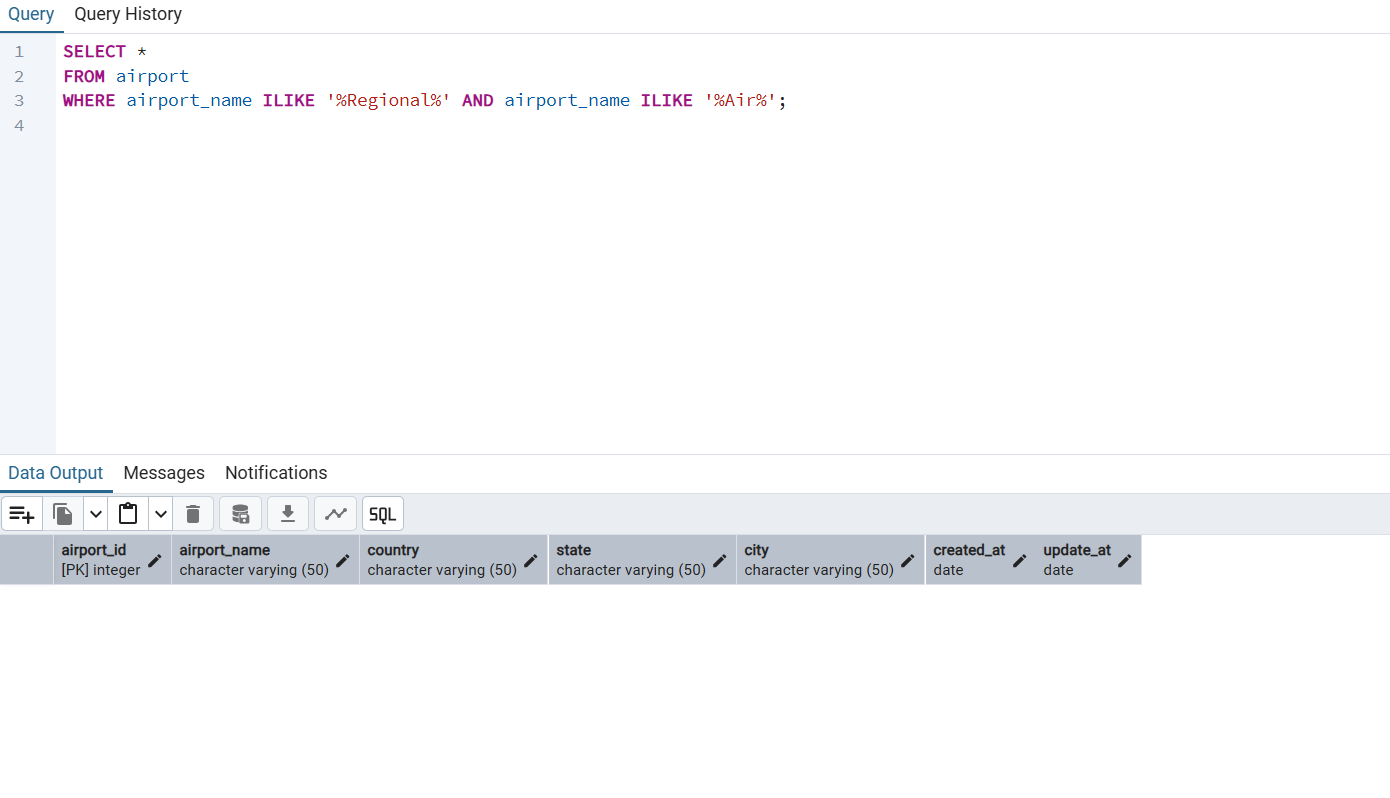 Query Query History
1 SELECT *
2 FROM airport
3 WHERE airport_name ILIKE '%Regional%' AND airport_name ILIKE '%Air%';
4
Data Output Messages Notifications
SQL
airport_id airport_name country state city created_at update_at
[PK] integer character varying (50) character varying (50) character varying (50) character varying (50) date date